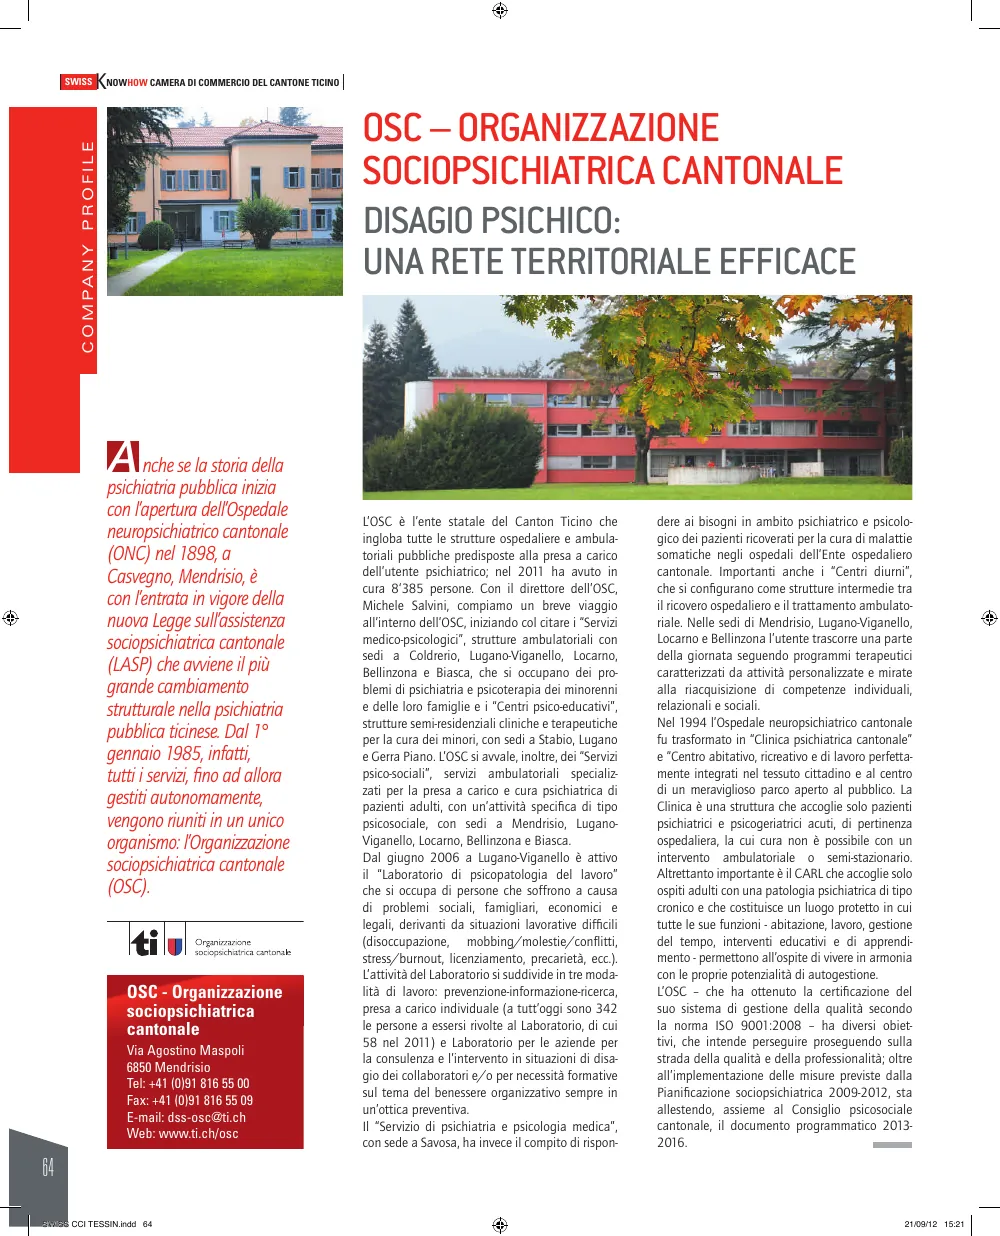 SWISS KNOWHOW CAMERA DI COMMERCIO DEL CANTONE TICINO
COMPANY PROFILE
OSC – ORGANIZZAZIONE
SOCIOPSICHIATRICA CANTONALE
DISAGIO PSICHICO:
UNA RETE TERRITORIALE EFFICACE
Anche se la storia della
psichiatria pubblica inizia
con l'apertura dell'Ospedale
neuropsichiatrico cantonale
(ONC) nel 1898, a
Casvegno, Mendrisio, è
con l'entrata in vigore della
nuova Legge sull'assistenza
sociopsichiatrica cantonale
(LASP) che avviene il più
grande cambiamento
strutturale nella psichiatria
pubblica ticinese. Dal 1°
gennaio 1985, infatti,
tutti i servizi, fino ad allora
gestiti autonomamente,
vengono riuniti in un unico
organismo: l'Organizzazione
sociopsichiatrica cantonale
(OSC).
ti
Organizzazione
sociopsichiatrica cantonale
OSC - Organizzazione
sociopsichiatrica
cantonale
Via Agostino Maspoli
6850 Mendrisio
Tel: +41 (0)91 816 55 00
Fax: +41 (0)91 816 55 09
E-mail: dss-osc@ti.ch
Web: www.ti.ch/osc
L'OSC è l'ente statale del Canton Ticino che
ingloba tutte le strutture ospedaliere e ambula-
toriali pubbliche predisposte alla presa a carico
dell'utente psichiatrico; nel 2011 ha avuto in
cura 8'385 persone. Con il direttore dell'OSC,
Michele Salvini, compiamo un breve viaggio
all'interno dell'OSC, iniziando col citare i "Servizi
medico-psicologici", strutture ambulatoriali con
sedi a Coldrerio, Lugano-Viganello, Locarno,
Bellinzona e Biasca, che si occupano dei pro-
blemi di psichiatria e psicoterapia dei minorenni
e delle loro famiglie e i "Centri psico-educativi",
strutture semi-residenziali cliniche e terapeutiche
per la cura dei minori, con sedi a Stabio, Lugano
e Gerra Piano. L'OSC si avvale, inoltre, dei "Servizi
psico-sociali", servizi ambulatoriali specializ-
zati per la presa a carico e cura psichiatrica di
pazienti adulti, con un'attività specifica di tipo
psicosociale, con sedi a Mendrisio, Lugano-
Viganello, Locarno, Bellinzona e Biasca.
Dal giugno 2006 a Lugano-Viganello è attivo
il "Laboratorio di psicopatologia del lavoro"
che si occupa di persone che soffrono a causa
di problemi sociali, famigliari, economici e
legali, derivanti da situazioni lavorative difficili
(disoccupazione, mobbing/molestie/conflitti,
stress/burnout, licenziamento, precarietà, ecc.).
L'attività del Laboratorio si suddivide in tre moda-
lità di lavoro: prevenzione-informazione-ricerca,
presa a carico individuale (a tutt'oggi sono 342
le persone a essersi rivolte al Laboratorio, di cui
58 nel 2011) e Laboratorio per le aziende per
la consulenza e l'intervento in situazioni di disa-
gio dei collaboratori e/o per necessità formative
sul tema del benessere organizzativo sempre in
un'ottica preventiva.
Il "Servizio di psichiatria e psicologia medica",
con sede a Savosa, ha invece il compito di rispon-
dere ai bisogni in ambito psichiatrico e psicolo-
gico dei pazienti ricoverati per la cura di malattie
somatiche negli ospedali dell'Ente ospedaliero
cantonale. Importanti anche i "Centri diurni",
che si configurano come strutture intermedie tra
il ricovero ospedaliero e il trattamento ambulato-
riale. Nelle sedi di Mendrisio, Lugano-Viganello,
Locarno e Bellinzona l'utente trascorre una parte
della giornata seguendo programmi terapeutici
caratterizzati da attività personalizzate e mirate
alla riacquisizione di competenze individuali,
relazionali e sociali.
Nel 1994 l'Ospedale neuropsichiatrico cantonale
fu trasformato in "Clinica psichiatrica cantonale"
e "Centro abitativo, ricreativo e di lavoro perfetta-
mente integrati nel tessuto cittadino e al centro
di un meraviglioso parco aperto al pubblico. La
Clinica è una struttura che accoglie solo pazienti
psichiatrici e psicogeriatrici acuti, di pertinenza
ospedaliera, la cui cura non è possibile con un
intervento ambulatoriale o semi-stazionario.
Altrettanto importante è il CARL che accoglie solo
ospiti adulti con una patologia psichiatrica di tipo
cronico e che costituisce un luogo protetto in cui
tutte le sue funzioni - abitazione, lavoro, gestione
del tempo, interventi educativi e di apprendi-
mento - permettono all'ospite di vivere in armonia
con le proprie potenzialità di autogestione.
L'OSC – che ha ottenuto la certificazione del
suo sistema di gestione della qualità secondo
la norma ISO 9001:2008 – ha diversi obiet-
tivi, che intende perseguire proseguendo sulla
strada della qualità e della professionalità; oltre
all'implementazione delle misure previste dalla
Pianificazione sociopsichiatrica 2009-2012, sta
allestendo, assieme al Consiglio psicosociale
cantonale, il documento programmatico 2013-
2016.
64
SWISS CCI TESSIN.indd 64
21/09/12 15:21